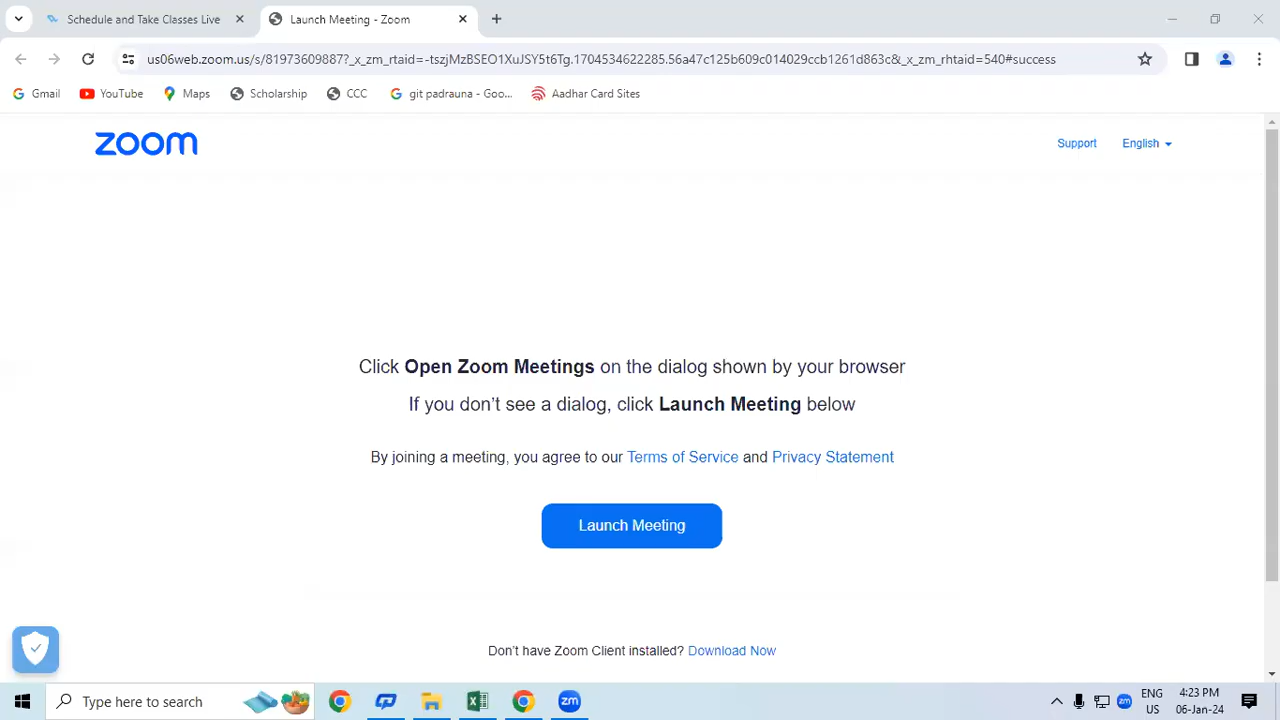 Schedule and Take Classes Live
Launch Meeting - Zoom
us06web.zoom.us/s/81973609887?_x_zm_rtaid=-tszjMzBSEO1XuJSY5t6Tg.1704534622285.56a47c125b609c014029ccb1261d863c&_x_zm_rhtaid=540#success
Gmail YouTube Maps Scholarship CCC git padrauna - Goo... Aadhar Card Sites
zoom
Support English
Click Open Zoom Meetings on the dialog shown by your browser
If you don’t see a dialog, click Launch Meeting below
By joining a meeting, you agree to our Terms of Service and Privacy Statement
Launch Meeting
Don’t have Zoom Client installed? Download Now
Type here to search
zm
zm
ENG
US
4:23 PM
06-Jan-24